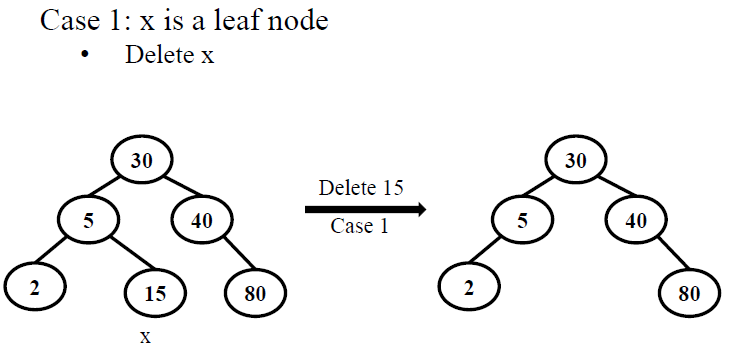 Case 1: x is a leaf node
• Delete x
30 30
Delete 15
5 40 5 40
Case 1
2 15 80 2 80
x